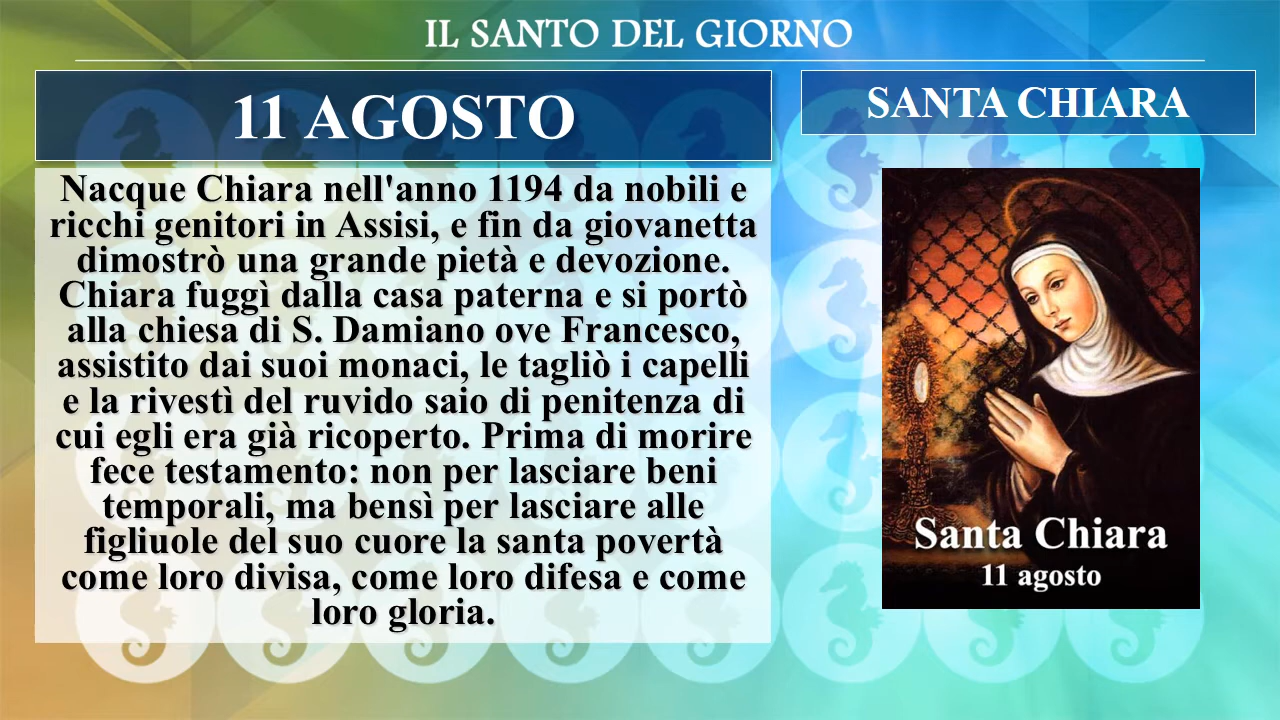 IL SANTO DEL GIORNO
11 AGOSTO
Nacque Chiara nell'anno 1194 da nobili e
ricchi genitori in Assisi, e fin da giovanetta
dimostrò una grande pietà e devozione.
Chiara fuggì dalla casa paterna e si portò
alla chiesa di S. Damiano ove Francesco,
assistito dai suoi monaci, le tagliò i capelli
e la rivestì del ruvido saio di penitenza di
cui egli era già ricoperto. Prima di morire
fece testamento: non per lasciare beni
temporali, ma bensì per lasciare alle
figliuole del suo cuore la santa povertà
come loro divisa, come loro difesa e come
loro gloria.
SANTA CHIARA
Santa Chiara
11 agosto